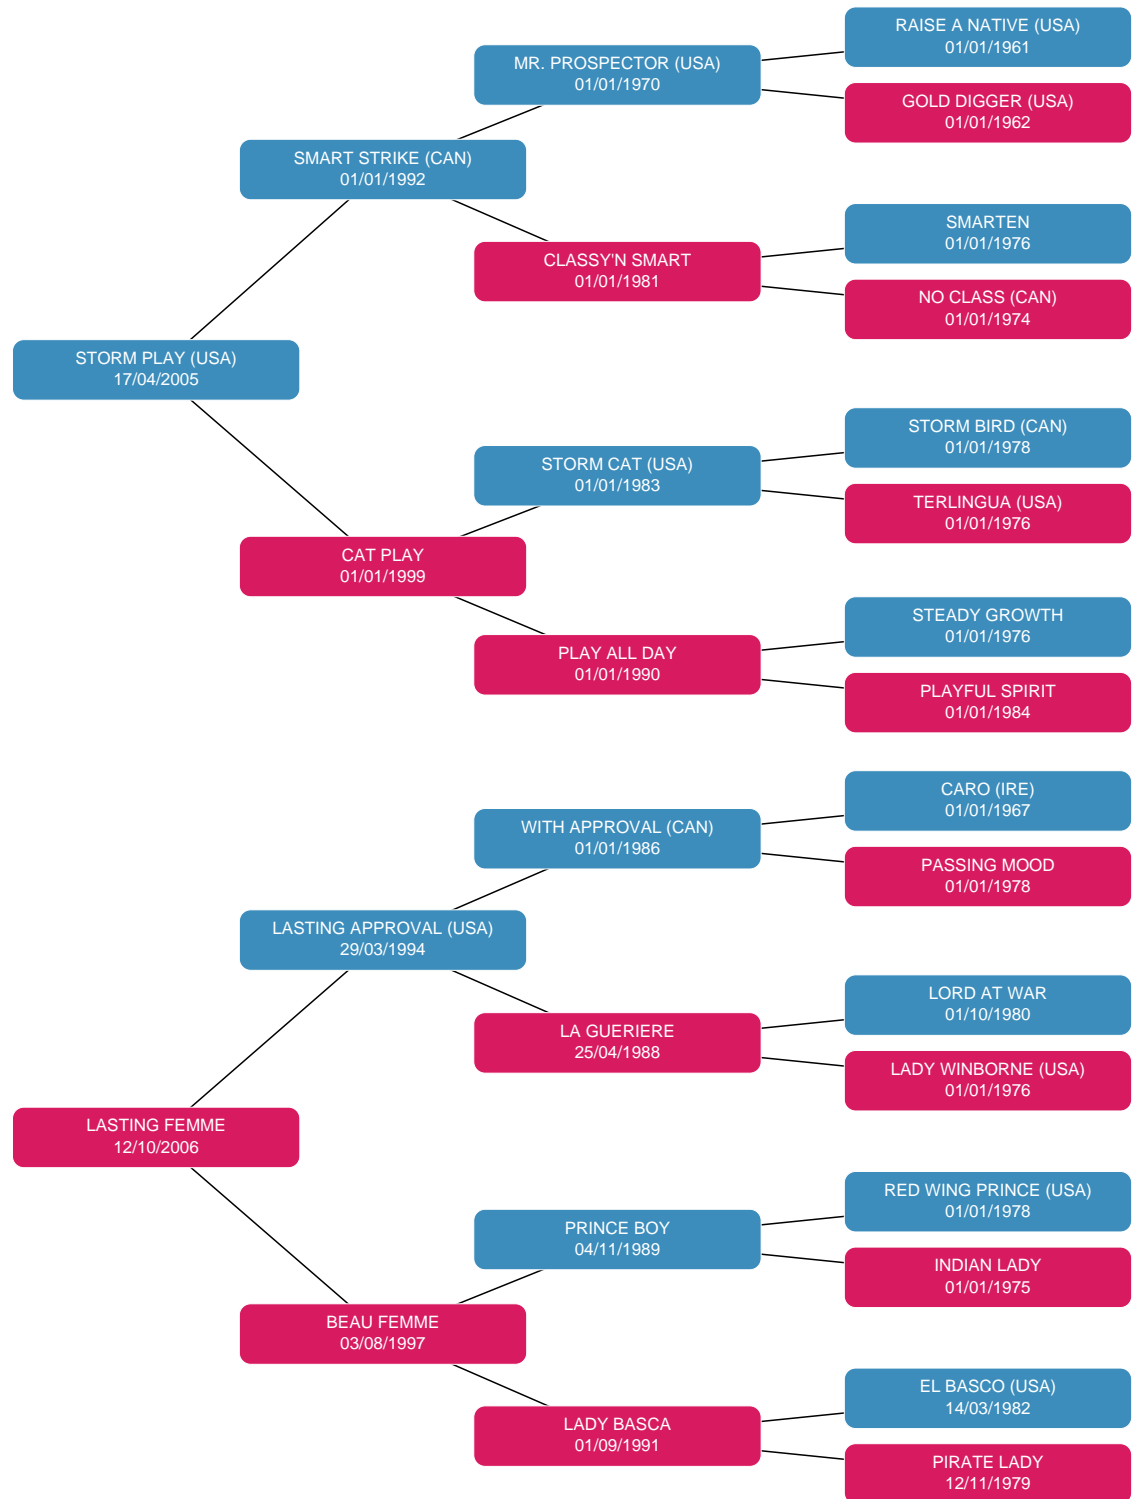 RAISE A NATIVE (USA)
01/01/1961
MR. PROSPECTOR (USA)
01/01/1970
GOLD DIGGER (USA)
01/01/1962
SMART STRIKE (CAN)
01/01/1992
SMARTEN
01/01/1976
CLASSY'N SMART
01/01/1981
NO CLASS (CAN)
01/01/1974
STORM PLAY (USA)
17/04/2005
STORM BIRD (CAN)
01/01/1978
STORM CAT (USA)
01/01/1983
TERLINGUA (USA)
01/01/1976
CAT PLAY
01/01/1999
STEADY GROWTH
01/01/1976
PLAY ALL DAY
01/01/1990
PLAYFUL SPIRIT
01/01/1984
CARO (IRE)
01/01/1967
WITH APPROVAL (CAN)
01/01/1986
PASSING MOOD
01/01/1978
LASTING APPROVAL (USA)
29/03/1994
LORD AT WAR
01/10/1980
LA GUERIERE
25/04/1988
LADY WINBORNE (USA)
01/01/1976
LASTING FEMME
12/10/2006
RED WING PRINCE (USA)
01/01/1978
PRINCE BOY
04/11/1989
INDIAN LADY
01/01/1975
BEAU FEMME
03/08/1997
EL BASCO (USA)
14/03/1982
LADY BASCA
01/09/1991
PIRATE LADY
12/11/1979